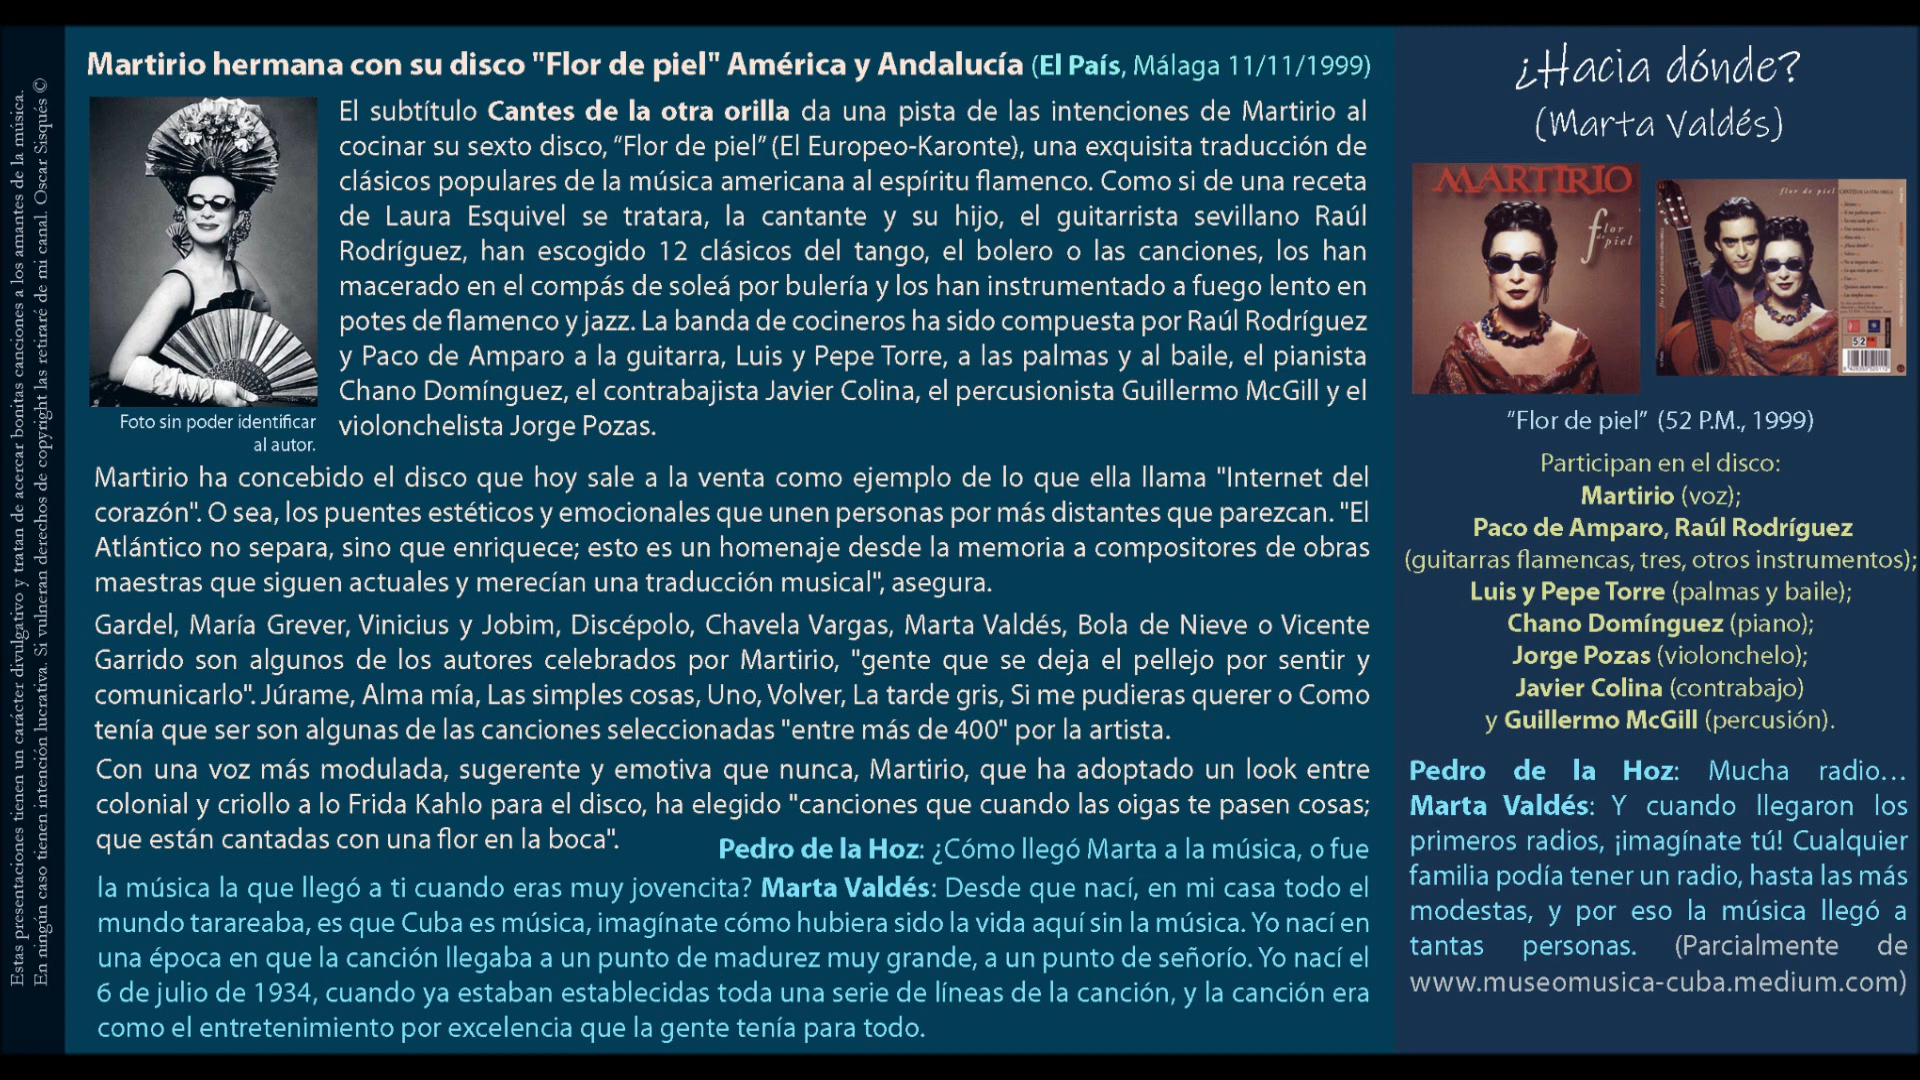 Estas presentaciones tienen un carácter divulgativo y tratan de acercar bonitas canciones a los amantes de la música.
En ningún caso tienen intención lucrativa. Si vulneran derechos de copyright las retiraré de mi canal. Oscar Sisqués ©
Martirio hermana con su disco "Flor de piel" América y Andalucía (El País, Málaga 11/11/1999)
El subtítulo Cantes de la otra orilla da una pista de las intenciones de Martirio al
cocinar su sexto disco, “Flor de piel” (El Europeo-Karonte), una exquisita traducción de
clásicos populares de la música americana al espíritu flamenco. Como si de una receta
de Laura Esquivel se tratara, la cantante y su hijo, el guitarrista sevillano Raúl
Rodríguez, han escogido 12 clásicos del tango, el bolero o las canciones, los han
macerado en el compás de soleá por bulería y los han instrumentado a fuego lento en
potes de flamenco y jazz. La banda de cocineros ha sido compuesta por Raúl Rodríguez
y Paco de Amparo a la guitarra, Luis y Pepe Torre, a las palmas y al baile, el pianista
Chano Domínguez, el contrabajista Javier Colina, el percusionista Guillermo McGill y el
violonchelista Jorge Pozas.
Foto sin poder identificar
al autor.
Martirio ha concebido el disco que hoy sale a la venta como ejemplo de lo que ella llama "Internet del
corazón". O sea, los puentes estéticos y emocionales que unen personas por más distantes que parezcan. "El
Atlántico no separa, sino que enriquece; esto es un homenaje desde la memoria a compositores de obras
maestras que siguen actuales y merecían una traducción musical", asegura.
Gardel, María Grever, Vinicius y Jobim, Discépolo, Chavela Vargas, Marta Valdés, Bola de Nieve o Vicente
Garrido son algunos de los autores celebrados por Martirio, "gente que se deja el pellejo por sentir y
comunicarlo". Júrame, Alma mía, Las simples cosas, Uno, Volver, La tarde gris, Si me pudieras querer o Como
tenía que ser son algunas de las canciones seleccionadas "entre más de 400" por la artista.
Con una voz más modulada, sugerente y emotiva que nunca, Martirio, que ha adoptado un look entre
colonial y criollo a lo Frida Kahlo para el disco, ha elegido "canciones que cuando las oigas te pasen cosas;
que están cantadas con una flor en la boca".
Pedro de la Hoz: ¿Cómo llegó Marta a la música, o fue
la música la que llegó a ti cuando eras muy jovencita? Marta Valdés: Desde que nací, en mi casa todo el
mundo tarareaba, es que Cuba es música, imagínate cómo hubiera sido la vida aquí sin la música. Yo nací en
una época en que la canción llegaba a un punto de madurez muy grande, a un punto de señorío. Yo nací el
6 de julio de 1934, cuando ya estaban establecidas toda una serie de líneas de la canción, y la canción era
como el entretenimiento por excelencia que la gente tenía para todo.
¿Hacia dónde?
(Marta Valdés)
MARTIRIO
flor
de piel
flor de piel
“Flor de piel” (52 P.M., 1999)
Participan en el disco:
Martirio (voz);
Paco de Amparo, Raúl Rodríguez
(guitarras flamencas, tres, otros instrumentos);
Luis y Pepe Torre (palmas y baile);
Chano Domínguez (piano);
Jorge Pozas (violonchelo);
Javier Colina (contrabajo)
y Guillermo McGill (percusión).
Pedro de la Hoz: Mucha radio…
Marta Valdés: Y cuando llegaron los
primeros radios, ¡imagínate tú! Cualquier
familia podía tener un radio, hasta las más
modestas, y por eso la música llegó a
tantas personas. (Parcialmente de
www.museomusica-cuba.medium.com)